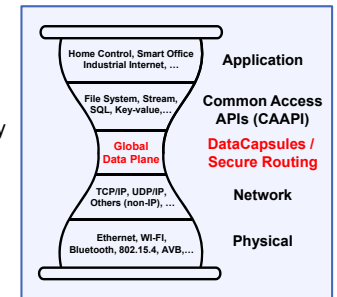 Home Control, Smart Office
Industrial Internet, ...
Application
File System, Stream,
SQL, Key-value,...
Common Access
APIs (CAAPI)
Global
Data Plane
DataCapsules /
Secure Routing
TCP/IP, UDP/IP,
Others (non-IP), ...
Network
Ethernet, WI-FI,
Bluetooth, 802.15.4, AVB,...
Physical
y